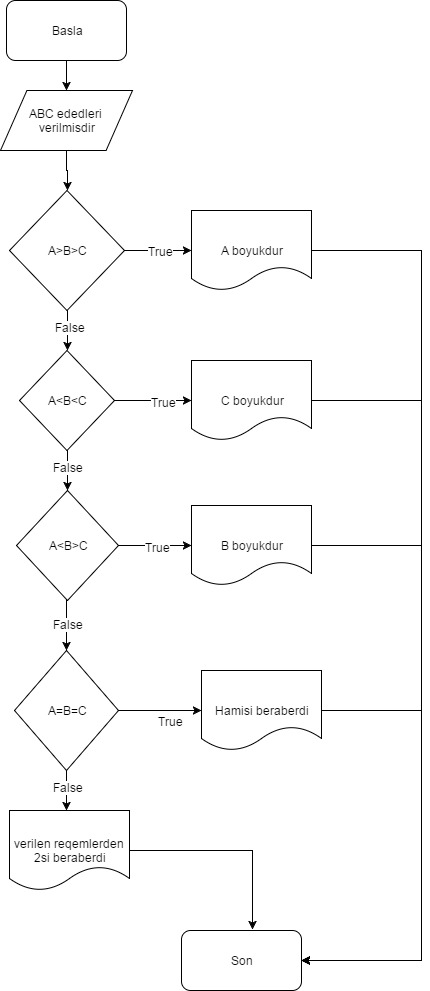 Basla
ABC ededleri
verilmisdir
A>B>C
True
A boyukdur
False
A<B<C
True
C boyukdur
False
A<B>C
True
B boyukdur
False
A=B=C
True
Hamisi beraberdi
False
verilen reqemlerden
2si beraberdi
Son